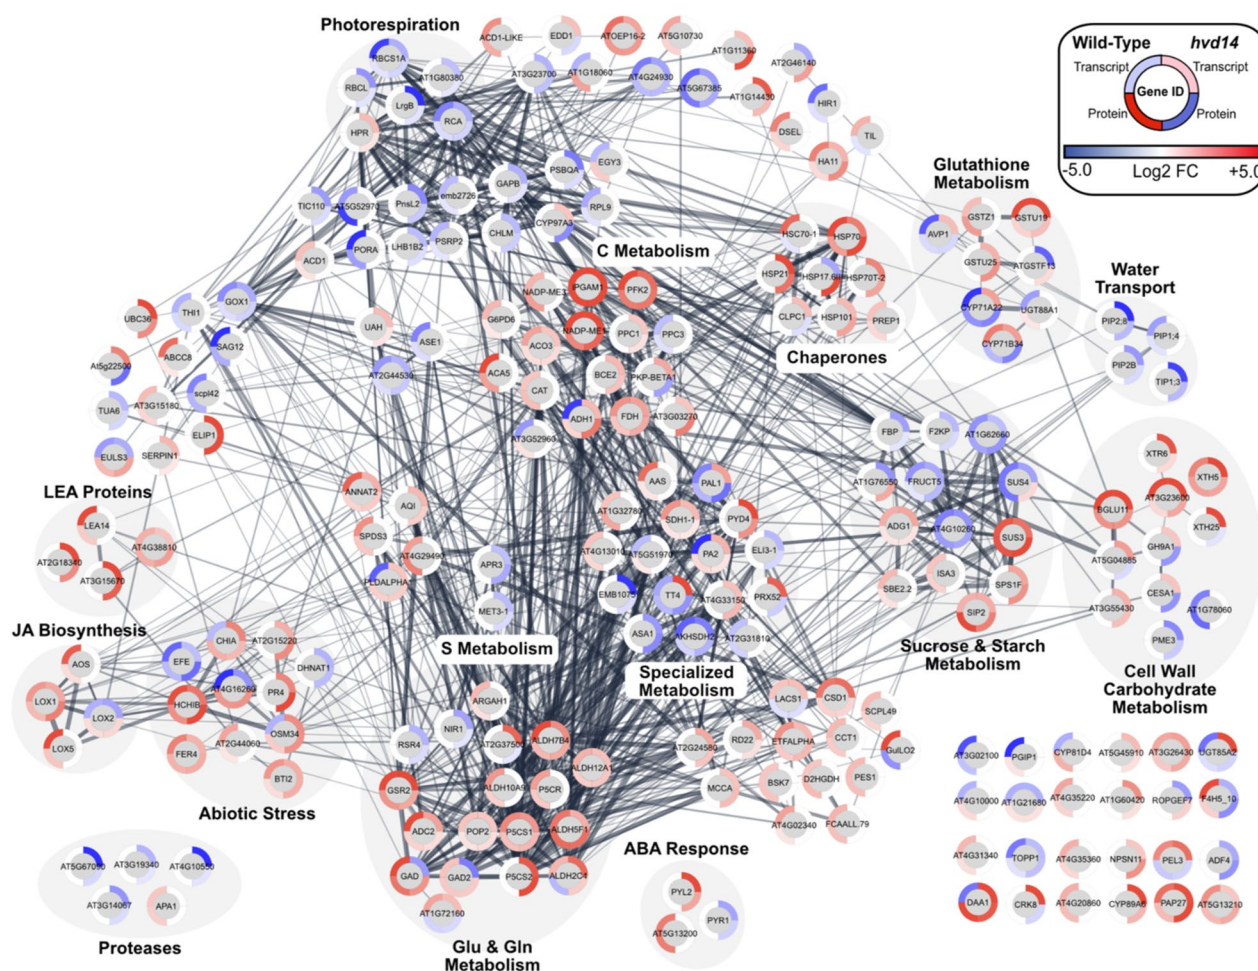 Photorespiration
RBCS1A
RBCL
AT1G80380
LrgB
HPR
RCA
ACD1-LIKE
EDD1
ATOEP16-2
AT5G10730
AT1G11360
AT3G23700
AT1G18060
AT4G24930
AT5G67385
AT1G14430
AT2G46140
HIR1
DSEL
TIL
HA11
Wild-Type
hvd14
Transcript
Transcript
Gene ID
Protein
Protein
-5.0
Log2 FC
+5.0
TIC110
AT5G52970
PnsL2
emb2726
GAPB
PSBQA
EGY3
RPL9
CYP97A3
CHLM
PSRP2
LHB1B2
PORA
ACD1
Glutathione
Metabolism
GSTZ1
GSTU19
AVP1
GSTU25
ATGSTF13
CYP71A22
UGT88A1
CYP71B34
Water
Transport
PIP2;8
PIP1;4
PIP2B
TIP1;3
C Metabolism
NADP-ME3
PGAM1
PFK2
G6PD6
NADP-ME1
PPC1
PPC3
ACO3
ACA5
BCE2
PKP-BETA1
CAT
ADH1
FDH
AT3G03270
AT3G52960
HSC70-1
HSP70
HSP21
HSP17.6II
HSP70T-2
CLPC1
HSP101
PREP1
Chaperones
UBC36
THI1
GOX1
UAH
ASE1
ABCC8
SAG12
At5g22500
AT2G44530
scpl42
TUA6
AT3G15180
ELIP1
EULS3
SERPIN1
LEA Proteins
LEA14
AT2G18340
AT4G38810
AT3G15670
ANNAT2
AQI
SPDS3
AT4G29490
PLDALPHA1
APR3
MET3-1
S Metabolism
AAS
PAL1
AT1G32780
SDH1-1
PYD4
AT4G13010
AT5G51970
PA2
ELI3-1
EMB1075
TT4
AT4G33150
PRX52
ASA1
AKHSDH2
AT2G31810
Specialized
Metabolism
FBP
F2KP
AT1G62660
AT1G76550
FRUCT5
SUS4
ADG1
AT4G10260
SUS3
SBE2.2
ISA3
SPS1F
SIP2
Sucrose & Starch
Metabolism
XTR6
XTH5
BGLU11
AT3G23600
XTH25
AT5G04885
GH9A1
CESA1
AT3G55430
AT1G78060
PME3
Cell Wall
Carbohydrate
Metabolism
JA Biosynthesis
AOS
LOX1
LOX2
LOX5
CHIA
AT2G15220
EFE
DHNAT1
AT4G16260
HCHIB
PR4
OSM34
FER4
AT2G44060
BTI2
Abiotic Stress
ARGAH1
NIR1
RSR4
AT2G37500
ALDH7B4
ALDH12A1
GSR2
ALDH10A9
P5CR
ADC2
POP2
P5CS1
ALDH5F1
GAD
GAD2
P5CS2
ALDH2C4
AT1G72160
Glu & Gln
Metabolism
LACS1
CSD1
SCPL49
AT2G24580
RD22
ETFALPHA
CCT1
GulLO2
MCCA
BSK7
D2HGDH
PES1
AT4G02340
FCAALL.79
ABA Response
PYL2
PYR1
AT5G13200
AT5G67090
AT3G19340
AT4G10550
AT3G14067
APA1
Proteases
AT3G02100
PGIP1
CYP81D4
AT5G45910
AT3G26430
UGT85A2
AT4G10000
AT1G21680
AT4G35220
AT1G60420
ROPGEF7
F4H5_10
AT4G31340
TOPP1
AT4G35360
NPSN11
PEL3
ADF4
DAA1
CRK8
AT4G20860
CYP89A6
PAP27
AT5G13210